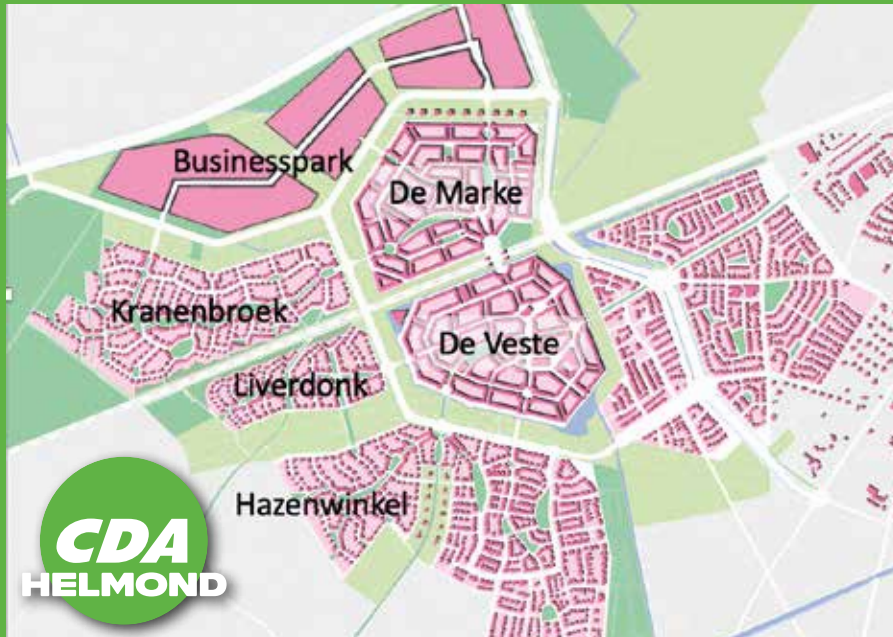 Businesspark
De Marke
Kranenbroek
De Veste
Liverdonk
Hazenwinkel
CDA
HELMOND